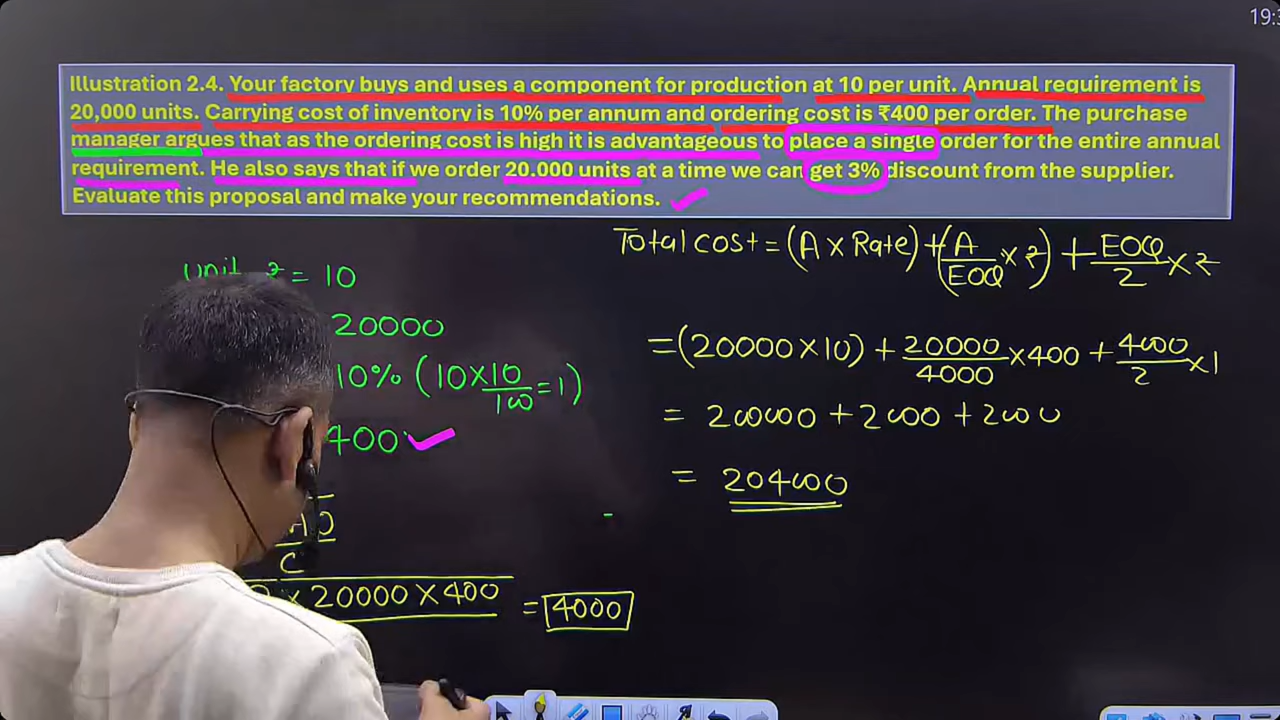 19:3
Illustration 2.4. Your factory buys and uses a component for production at 10 per unit. Annual requirement is
20,000 units. Carrying cost of inventory is 10% per annum and ordering cost is ₹400 per order. The purchase
manager argues that as the ordering cost is high it is advantageous to place a single order for the entire annual
requirement. He also says that if we order 20.000 units at a time we can get 3% discount from the supplier.
Evaluate this proposal and make your recommendations.
Total cost = (A × Rate) + (A/EOQ × ?) + EOQ/2 × ?
= 10
20000
10% (10×10/100 = 1)
400
AO
C
× 20000 × 400 = 4000
= (20000×10) + 20000/4000 × 400 + 4000/2 × 1
= 200000 + 2000 + 2000
= 204000